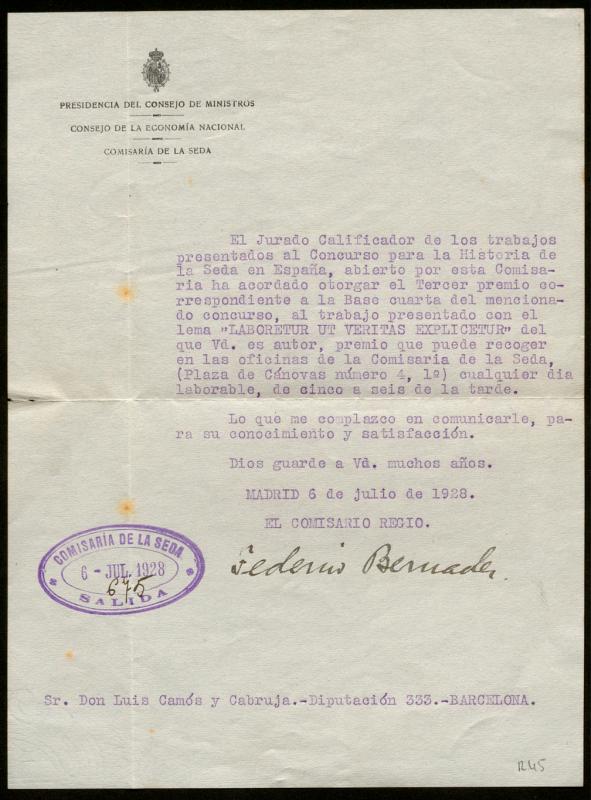 PRESIDENCIA DEL CONSEJO DE MINISTROS
CONSEJO DE LA ECONOMÍA NACIONAL
COMISARÍA DE LA SEDA
El Jurado Calificador de los trabajos
presentados al Concurso para la Historia de
la Seda en España, abierto por esta Comisa-
ria ha acordado otorgar el Tercer premio co-
rrespondiente a la Base cuarta del menciona-
do concurso, al trabajo presentado con el
lema "LABORETUR UT VERITAS EXPLICETUR" del
que Vd. es autor, premio que puede recoger
en las oficinas de la Comisaria de la Seda,
(Plaza de Cánovas número 4, 1º) cualquier dia
laborable, de cinco a seis de la tarde.
Lo que me complazco en comunicarle, pa-
ra su conocimiento y satisfacción.
Dios guarde a Vd. muchos años.
MADRID 6 de julio de 1928.
EL COMISARIO REGIO.
Federico Bernades
COMISARÍA DE LA SEDA
6 - JUL. 1928
675
SALIDA
Sr. Don Luis Camós y Cabruja.-Diputación 333.-BARCELONA.
R45